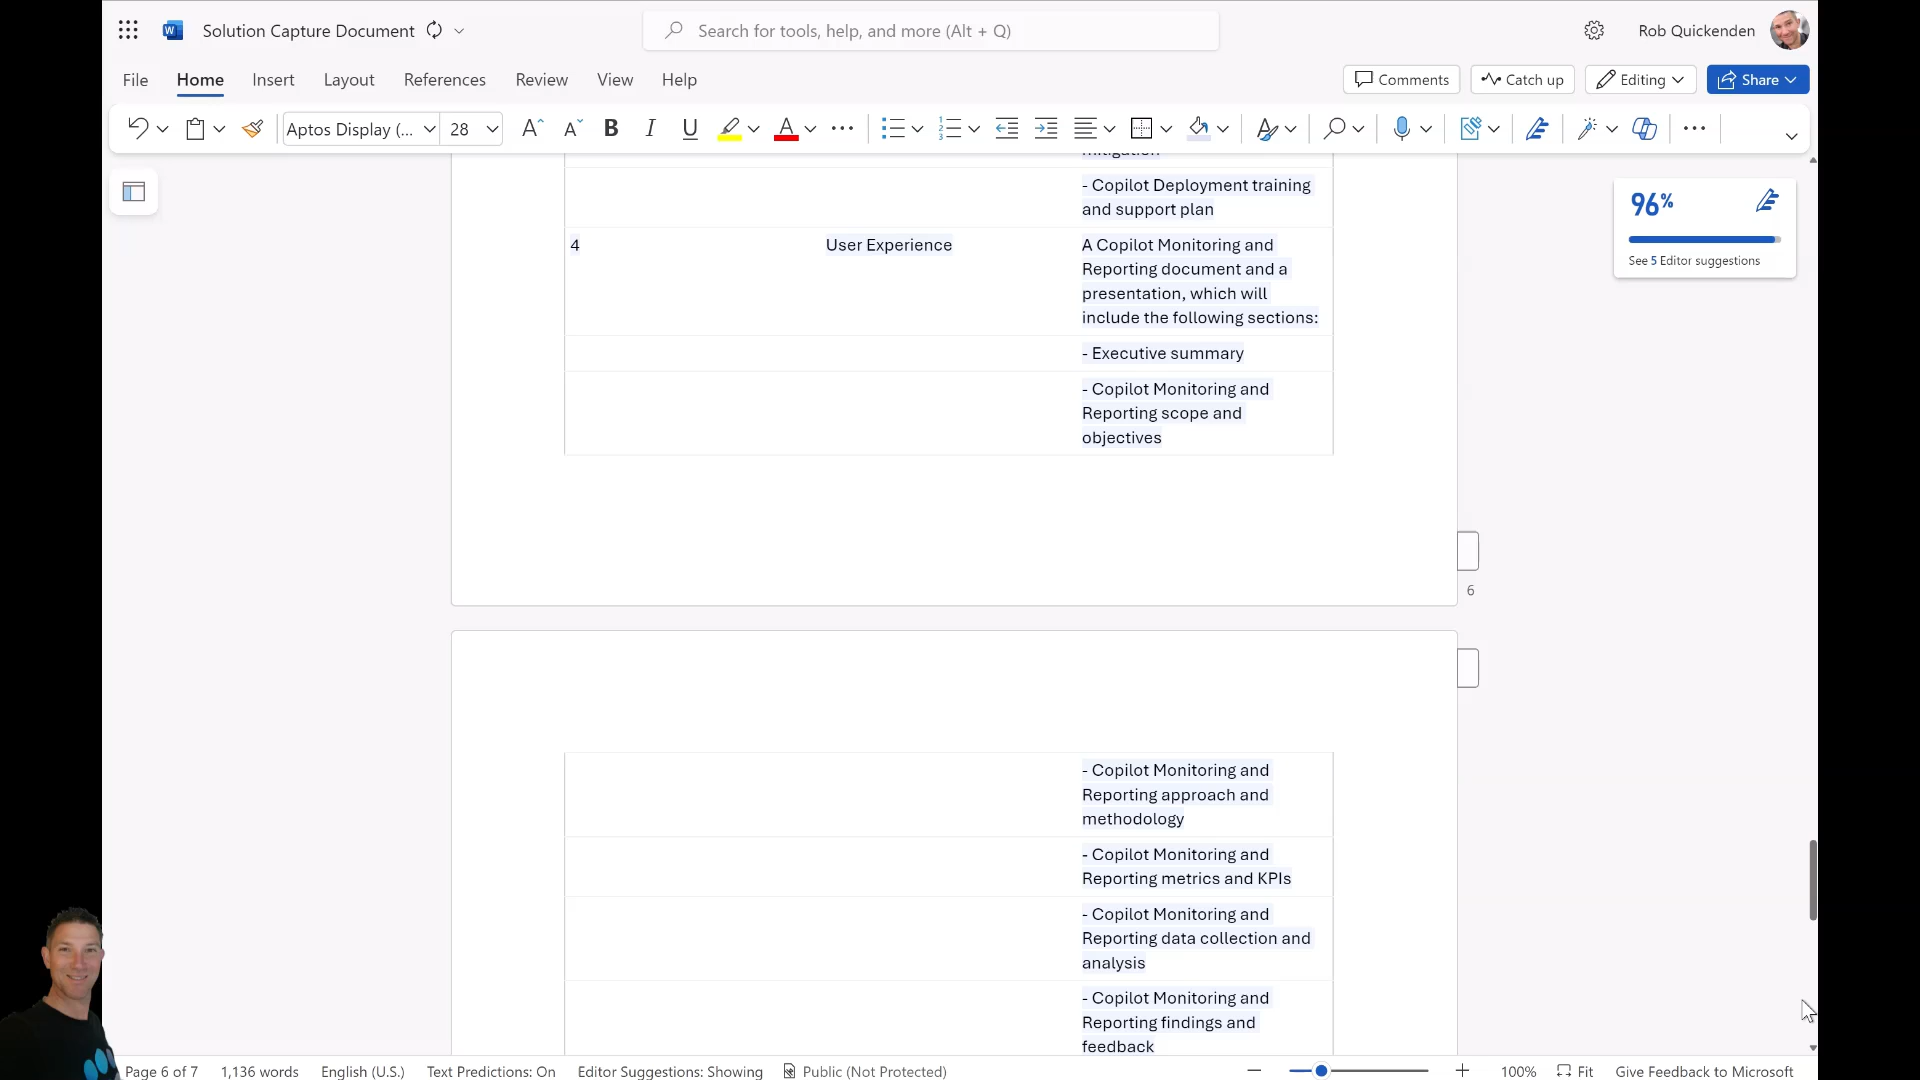 Solution Capture Document
Search for tools, help, and more (Alt + Q)
Rob Quickenden
File Home Insert Layout References Review View Help
Comments Catch up Editing Share
Aptos Display (... 28
mitigation
- Copilot Deployment training
and support plan
96%
See 5 Editor suggestions
4 User Experience A Copilot Monitoring and
Reporting document and a
presentation, which will
include the following sections:
- Executive summary
- Copilot Monitoring and
Reporting scope and
objectives
6
- Copilot Monitoring and
Reporting approach and
methodology
- Copilot Monitoring and
Reporting metrics and KPIs
- Copilot Monitoring and
Reporting data collection and
analysis
- Copilot Monitoring and
Reporting findings and
feedback
Page 6 of 7 1,136 words English (U.S.) Text Predictions: On Editor Suggestions: Showing Public (Not Protected) 100% Fit Give Feedback to Microsoft